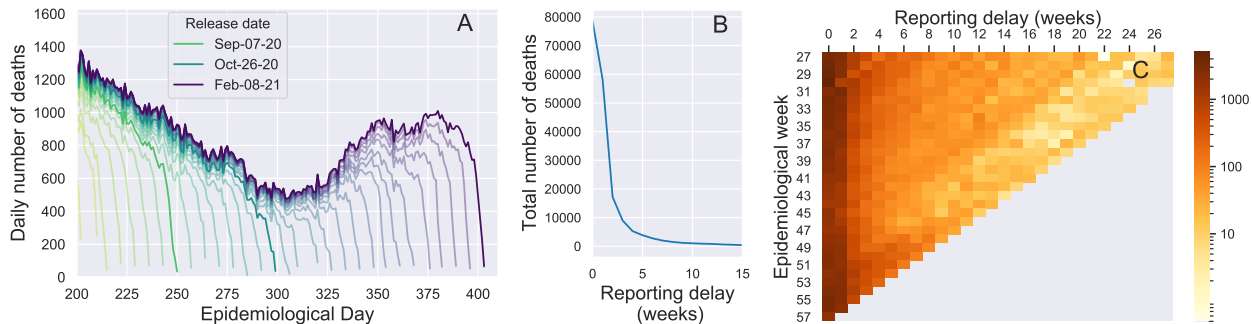 A
Release date
Sep-07-20
Oct-26-20
Feb-08-21
Daily number of deaths
1600
1400
1200
1000
800
600
400
200
0
200 225 250 275 300 325 350 375 400
Epidemiological Day
B
Total number of deaths
80000
70000
60000
50000
40000
30000
20000
10000
0
0 5 10 15
Reporting delay
(weeks)
Reporting delay (weeks)
0 2 4 6 8 10 12 14 16 18 20 22 24 26
C
Epidemiological week
27
29
31
33
35
37
39
41
43
45
47
49
51
53
55
57
1000
100
10